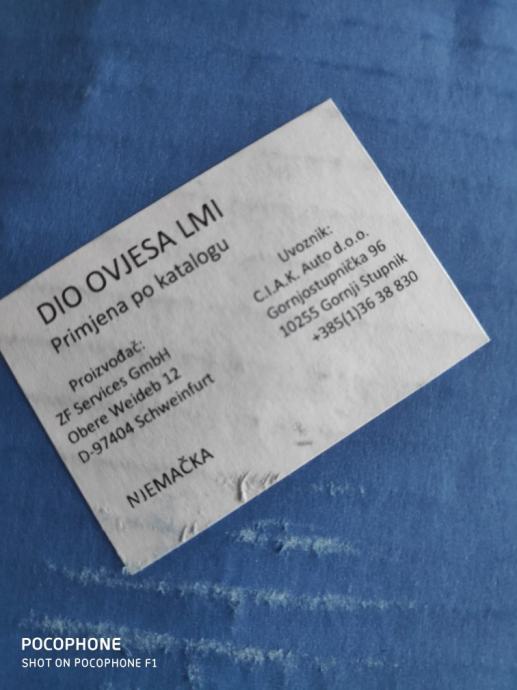 DIO OVJESA LMI
Primjena po katalogu
Proizvođač:
ZF Services GmbH
Obere Weideb 12
D-97404 Schweinfurt
NJEMAČKA
Uvoznik:
C.I.A.K. Auto d.o.o.
Gornjostupnička 96
10255 Gornji Stupnik
+385(1)36 38 830
POCOPHONE
SHOT ON POCOPHONE F1